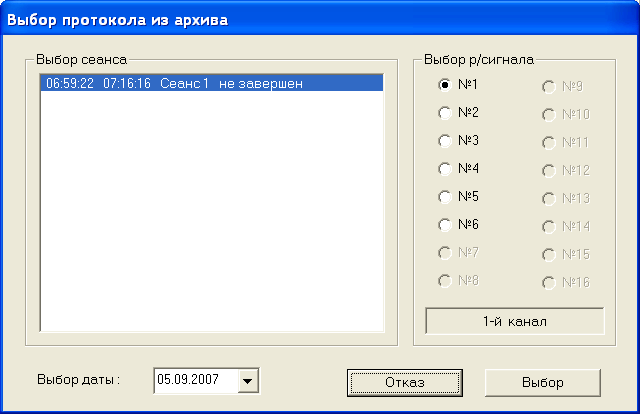 Выбор протокола из архива
Выбор сеанса
06:59:22 07:16:16 Сеанс 1 не завершен
Выбор р/сигнала
№1
№2
№3
№4
№5
№6
№7
№8
№9
№10
№11
№12
№13
№14
№15
№16
1-й канал
Выбор даты :
05.09.2007
Отказ
Выбор